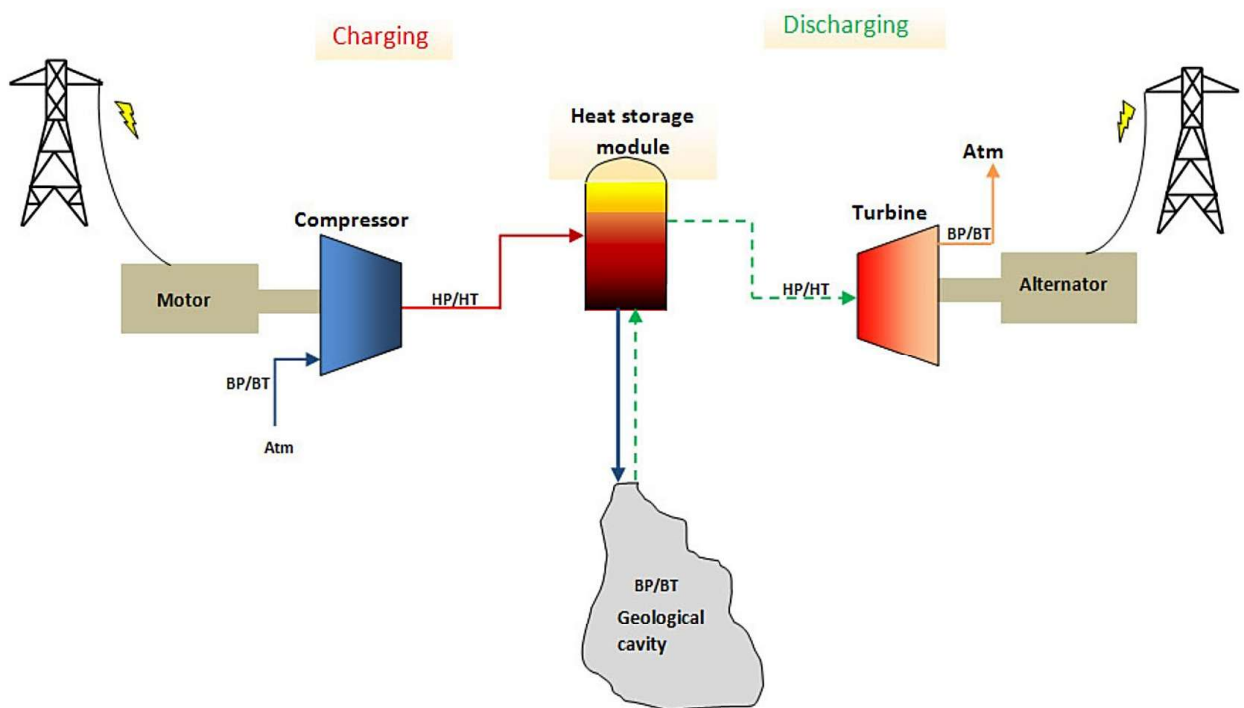 Charging
Discharging
Heat storage
module
Atm
Compressor
Turbine
BP/BT
Motor
HP/HT
HP/HT
Alternator
BP/BT
Atm
BP/BT
Geological
cavity